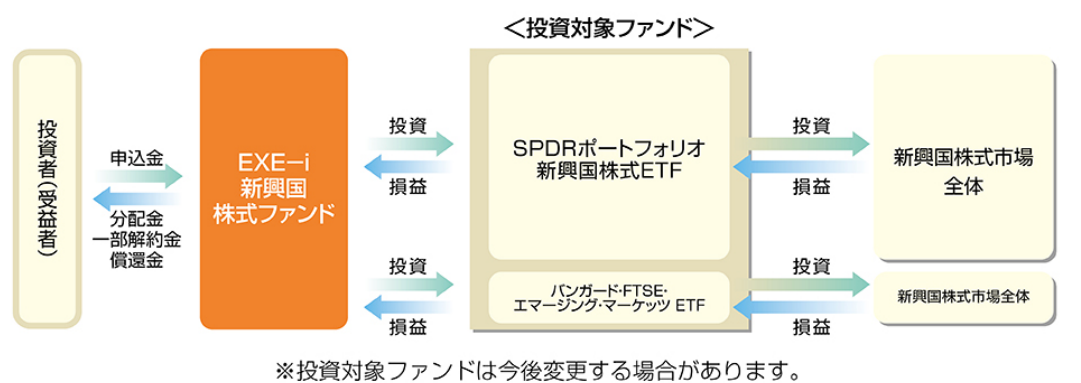 <投資対象ファンド>
投資者(受益者)
申込金
分配金
一部解約金
償還金
EXE-i
新興国
株式ファンド
投資
損益
投資
損益
SPDRポートフォリオ
新興国株式ETF
バンガード・FTSE・
エマージング・マーケッツ ETF
投資
損益
投資
損益
新興国株式市場
全体
新興国株式市場全体
※投資対象ファンドは今後変更する場合があります。